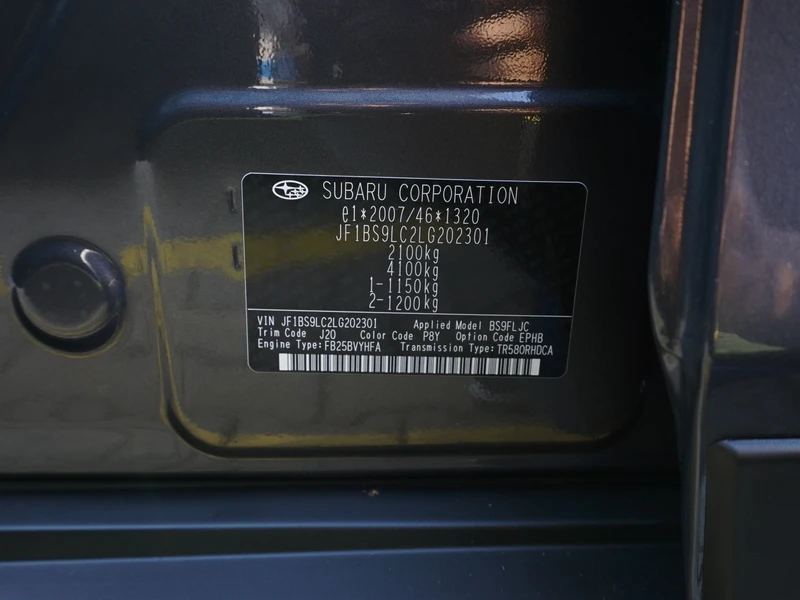 SUBARU CORPORATION
e1*2007/46*1320
JF1BS9LC2LG202301
2100kg
4100kg
1-1150kg
2-1200kg
VIN JF1BS9LC2LG202301 Applied Model BS9FLJC
Trim Code J20 Color Code P8Y Option Code EPHB
Engine Type:FB25BVYHFA Transmission Type:TR580RHDCA